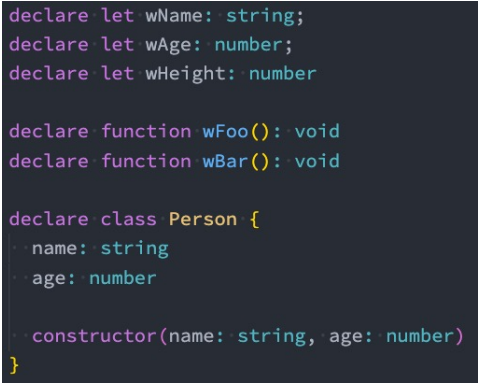 declare let wName: string;
declare let wAge: number;
declare let wHeight: number

declare function wFoo(): void
declare function wBar(): void

declare class Person {
  name: string
  age: number

  constructor(name: string, age: number)
}